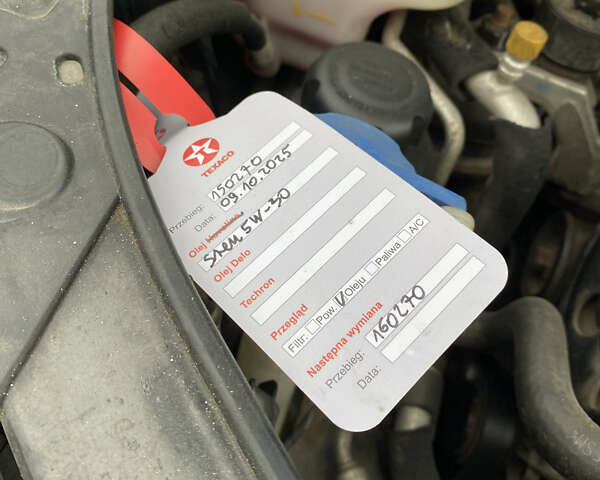 TEXACO
Przebieg: 150270
Data: 09.10.2025
Olej
Shell 5W-30
Olej Delo
Techron
Przegląd
Filtr: Pow. V Oleju Paliwa A/C
Następna wymiana
Przebieg: 160270
Data: